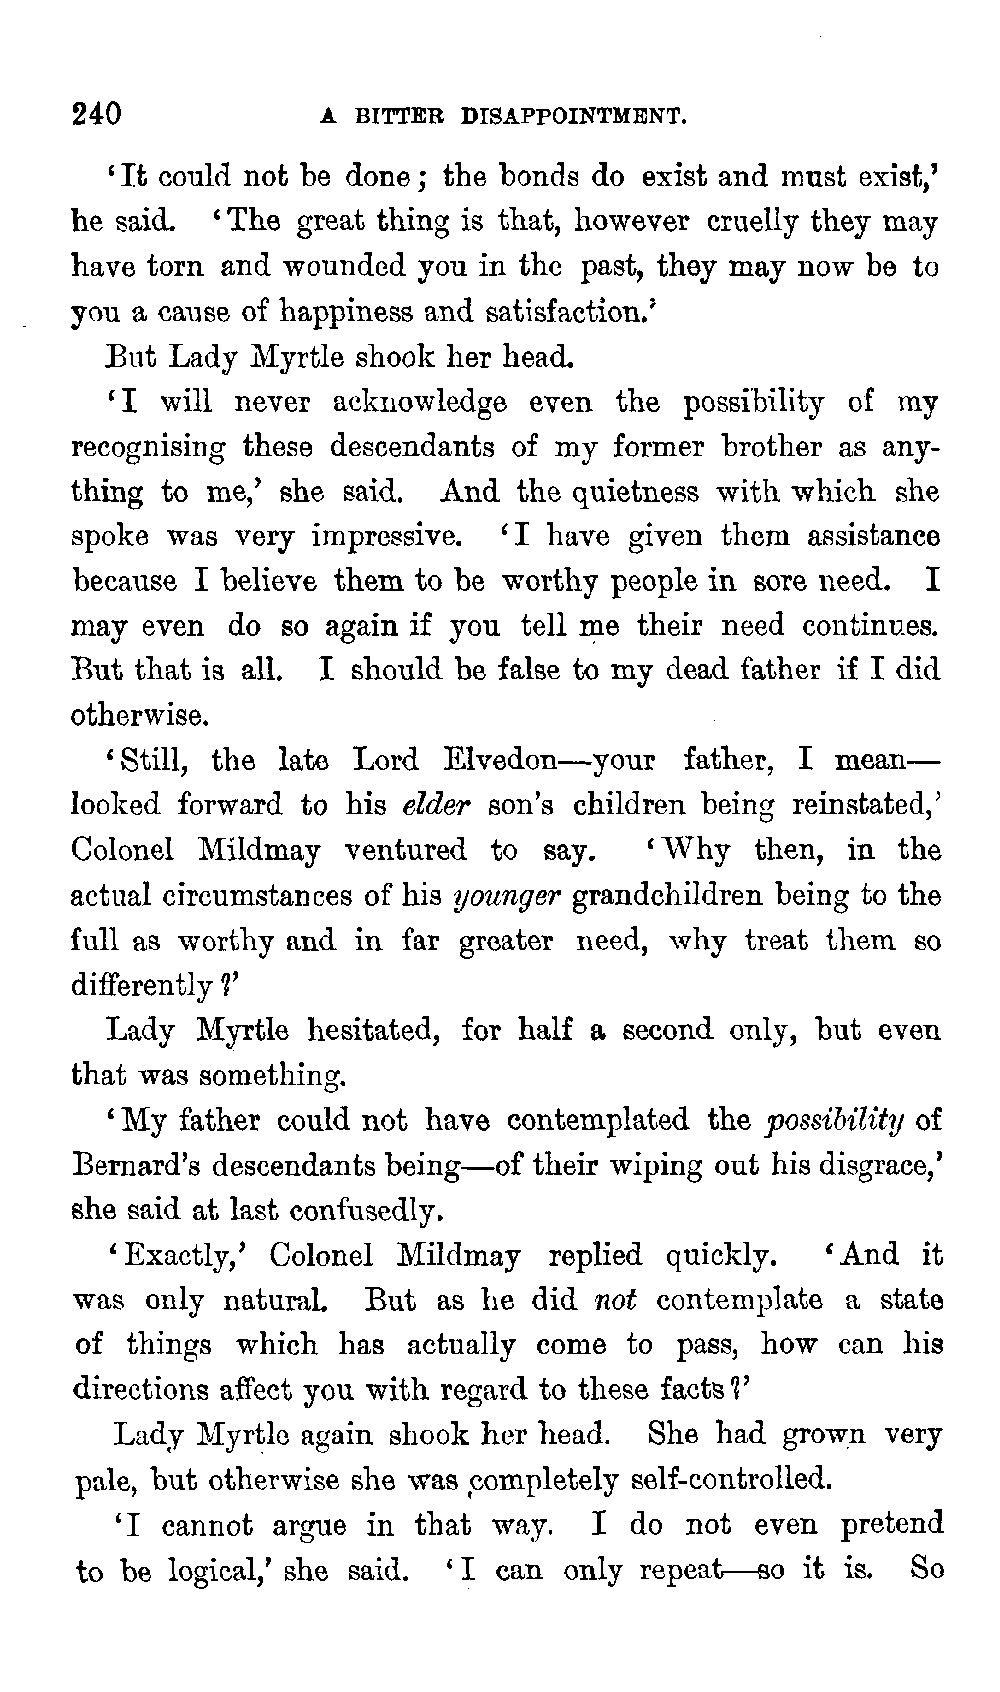 240 A BITTER DISAPPOINTMENT.
‘It could not be done; the bonds do exist and must exist,’
he said. ‘The great thing is that, however cruelly they may
have torn and wounded you in the past, they may now be to
you a cause of happiness and satisfaction.’
But Lady Myrtle shook her head.
‘I will never acknowledge even the possibility of my
recognising these descendants of my former brother as any-
thing to me,’ she said. And the quietness with which she
spoke was very impressive. ‘I have given them assistance
because I believe them to be worthy people in sore need. I
may even do so again if you tell me their need continues.
But that is all. I should be false to my dead father if I did
otherwise.
‘Still, the late Lord Elvedon—your father, I mean—
looked forward to his elder son’s children being reinstated,’
Colonel Mildmay ventured to say. ‘Why then, in the
actual circumstances of his younger grandchildren being to the
full as worthy and in far greater need, why treat them so
differently?’
Lady Myrtle hesitated, for half a second only, but even
that was something.
‘My father could not have contemplated the possibility of
Bernard’s descendants being—of their wiping out his disgrace,’
she said at last confusedly.
‘Exactly,’ Colonel Mildmay replied quickly. ‘And it
was only natural. But as he did not contemplate a state
of things which has actually come to pass, how can his
directions affect you with regard to these facts?’
Lady Myrtle again shook her head. She had grown very
pale, but otherwise she was completely self-controlled.
‘I cannot argue in that way. I do not even pretend
to be logical,’ she said. ‘I can only repeat—so it is. So